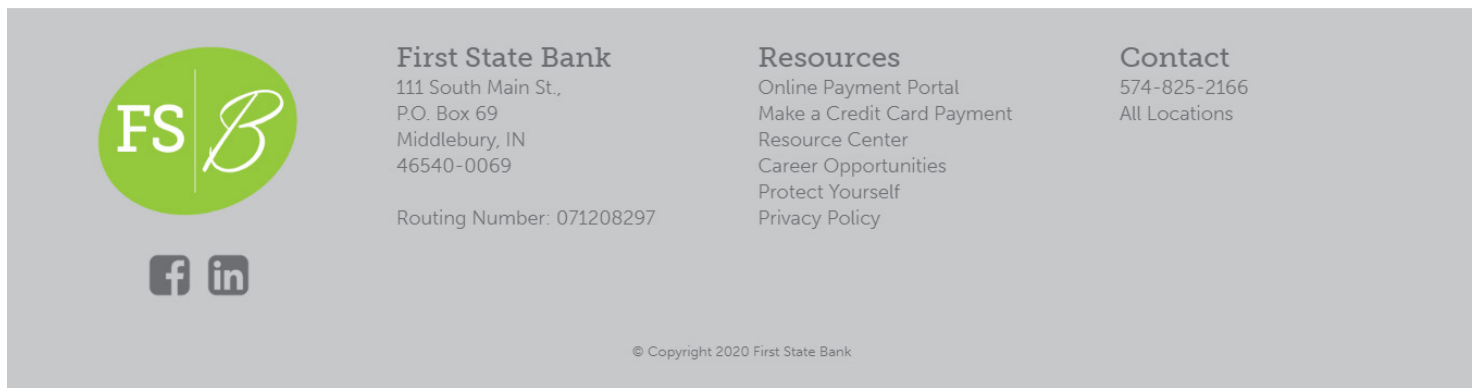 FS B
First State Bank
111 South Main St.,
P.O. Box 69
Middlebury, IN
46540-0069
Routing Number: 071208297
Resources
Online Payment Portal
Make a Credit Card Payment
Resource Center
Career Opportunities
Protect Yourself
Privacy Policy
Contact
574-825-2166
All Locations
f in
© Copyright 2020 First State Bank